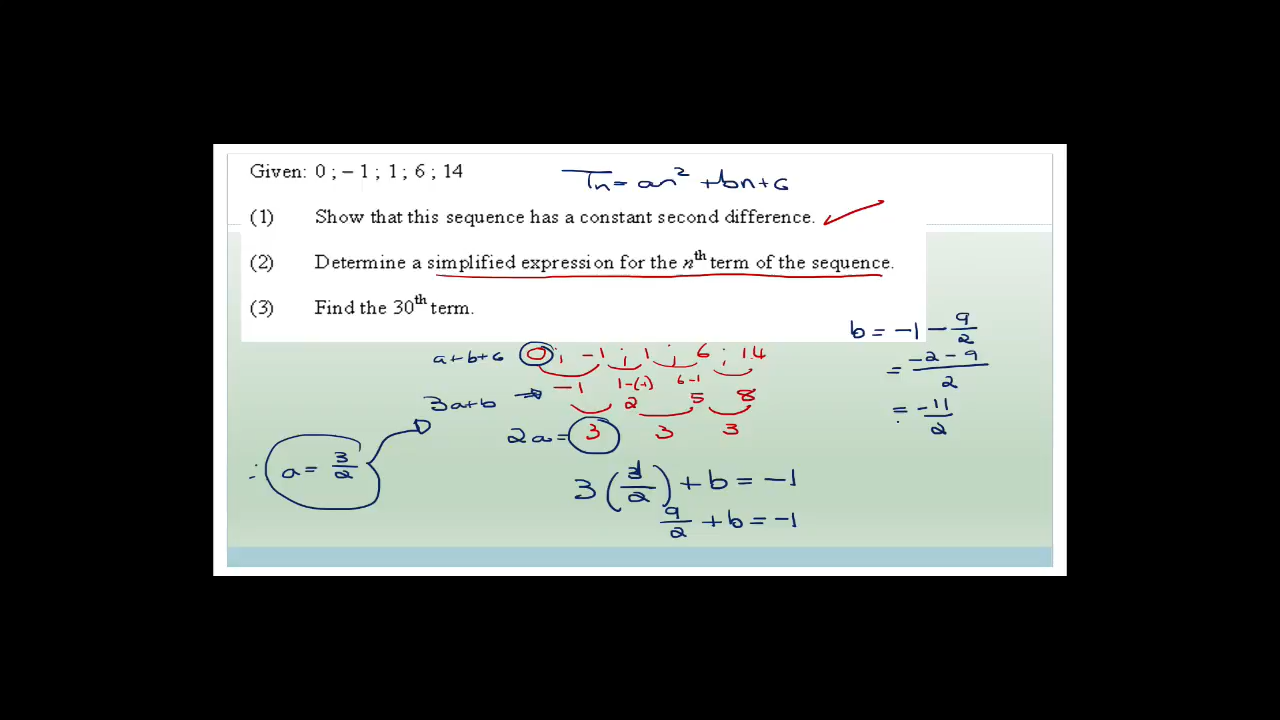 Given: 0 ; – 1 ; 1 ; 6 ; 14
Tn = an² + bn + c
(1) Show that this sequence has a constant second difference.
(2) Determine a simplified expression for the nth term of the sequence.
(3) Find the 30th term.
a+b+c 0 ; -1 ; 1 ; 6 ; 14
3a+b → -1 1-(-1) 2 6-1 5 8
2a = 3 3 3
∴ a = 3/2
3(3/2) + b = -1
9/2 + b = -1
b = -1 - 9/2
= -2-9/2
= -11/2